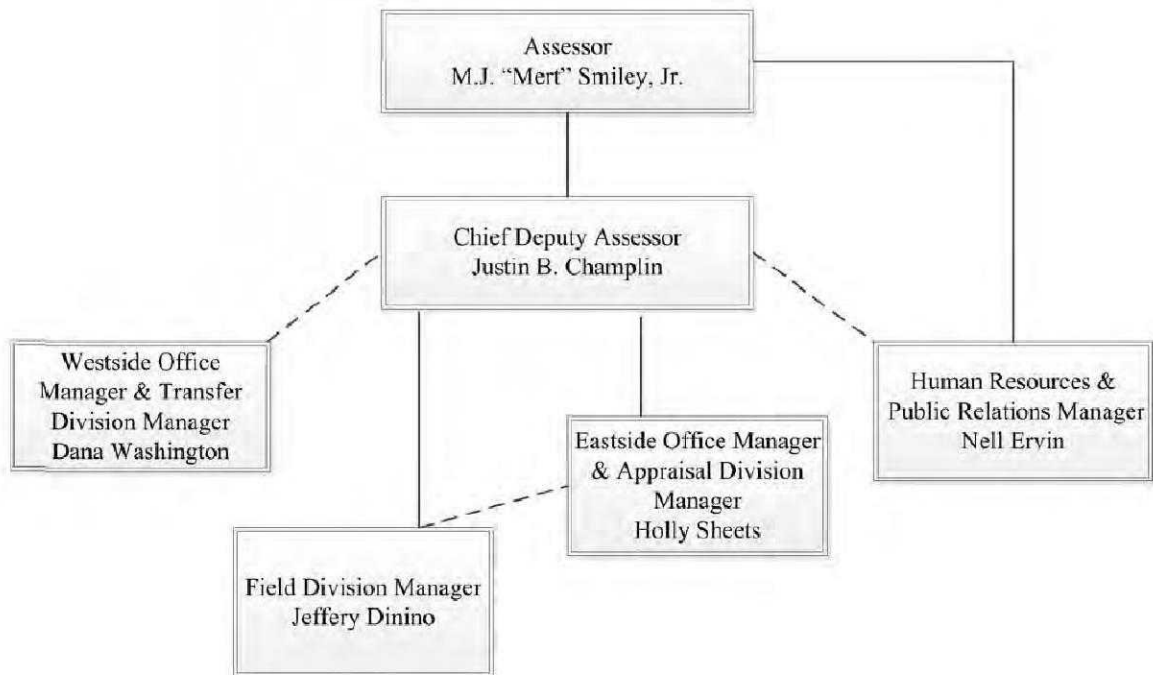 Assessor
M.J. “Mert” Smiley, Jr.
Chief Deputy Assessor
Justin B. Champlin
Westside Office
Manager & Transfer
Division Manager
Dana Washington
Eastside Office Manager
& Appraisal Division
Manager
Holly Sheets
Human Resources &
Public Relations Manager
Nell Ervin
Field Division Manager
Jeffery Dinino